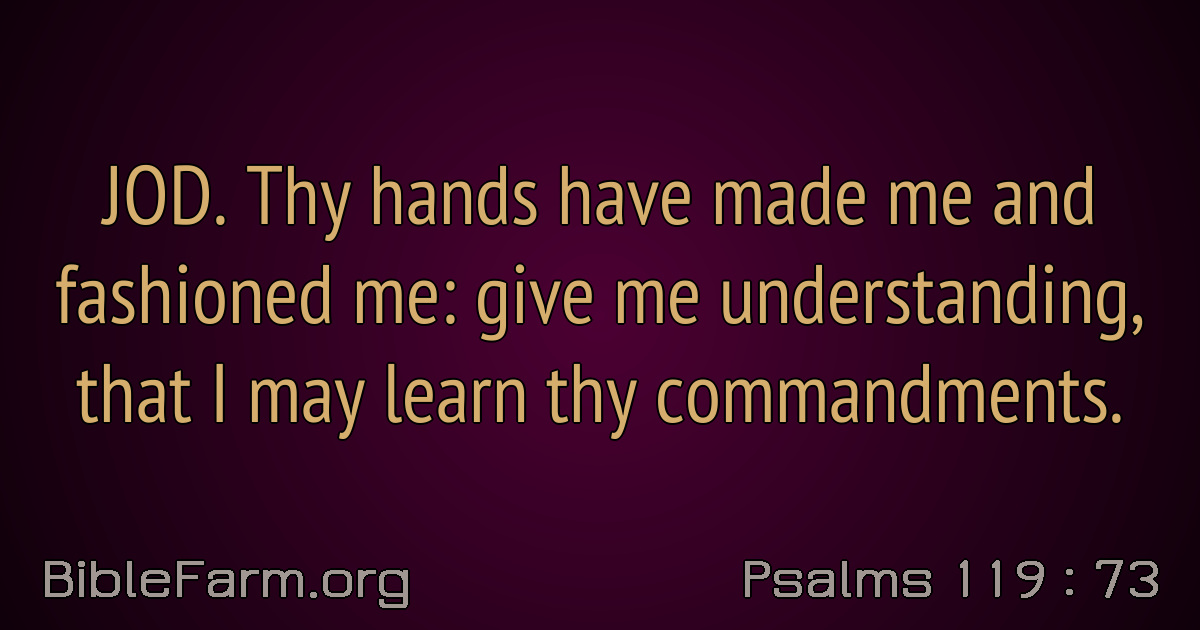 JOD. Thy hands have made me and
fashioned me: give me understanding,
that I may learn thy commandments.
BibleFarm.org
Psalms 119 : 73